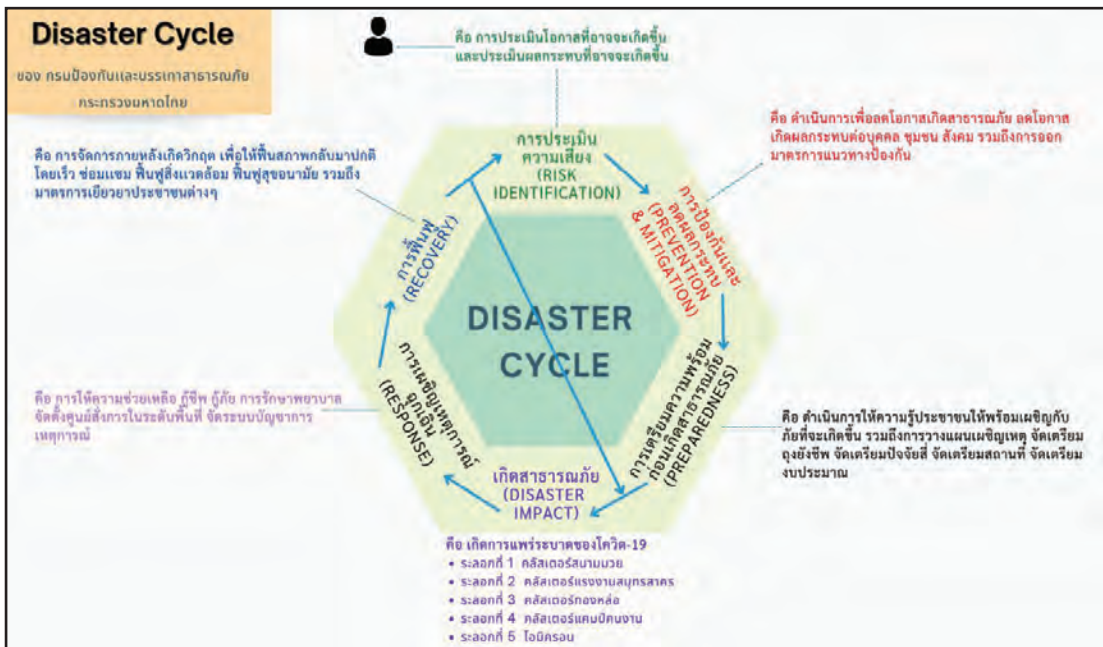 Disaster Cycle
ของ กรมป้องกันและบรรเทาสาธารณภัย
กระทรวงมหาดไทย
คือ การประเมินโอกาสที่อาจจะเกิดขึ้น
และประเมินผลกระทบที่อาจจะเกิดขึ้น
การประเมิน
ความเสี่ยง
(RISK
IDENTIFICATION)
คือ ดำเนินการเพื่อลดโอกาสเกิดสาธารณภัย ลดโอกาส
เกิดผลกระทบต่อบุคคล ชุมชน สังคม รวมถึงการออก
มาตรการแนวทางป้องกัน
การป้องกันและ
ลดผลกระทบ
(PREVENTION
& MITIGATION)
คือ การจัดการภายหลังเกิดวิกฤต เพื่อให้ฟื้นสภาพกลับมาปกติ
โดยเร็ว ซ่อมแซม ฟื้นฟูสิ่งแวดล้อม ฟื้นฟูสุขอนามัย รวมถึง
มาตรการเยียวยาประชาชนต่างๆ
การฟื้นฟู
(RECOVERY)
DISASTER
CYCLE
การเตรียมความพร้อม
ก่อนเกิดสาธารณภัย
(PREPAREDNESS)
คือ ดำเนินการให้ความรู้ประชาชนให้พร้อมเผชิญกับ
ภัยที่จะเกิดขึ้น รวมถึงการวางแผนเผชิญเหตุ จัดเตรียม
ถุงยังชีพ จัดเตรียมปัจจัยสี่ จัดเตรียมสถานที่ จัดเตรียม
งบประมาณ
คือ การให้ความช่วยเหลือ กู้ชีพ กู้ภัย การรักษาพยาบาล
จัดตั้งศูนย์สั่งการในระดับพื้นที่ จัดระบบบัญชาการ
เหตุการณ์
การเผชิญเหตุการณ์
ฉุกเฉิน
(RESPONSE)
เกิดสาธารณภัย
(DISASTER
IMPACT)
คือ เกิดการแพร่ระบาดของโควิด-19
• ระลอกที่ 1 คลัสเตอร์สนามมวย
• ระลอกที่ 2 คลัสเตอร์แรงงานสมุทรสาคร
• ระลอกที่ 3 คลัสเตอร์ทองหล่อ
• ระลอกที่ 4 คลัสเตอร์แคมป์คนงาน
• ระลอกที่ 5 โอมิครอน